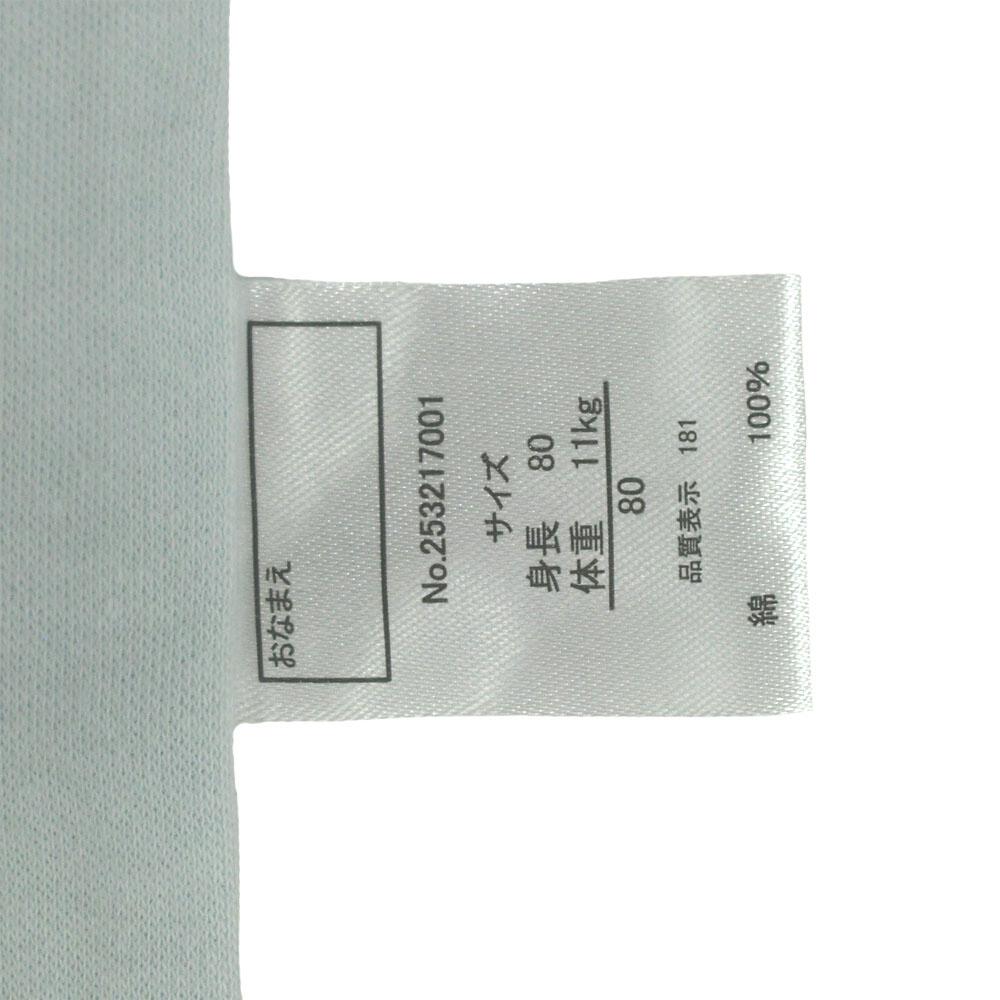 おなまえ
No.253217001
サイズ
身長 80
体重 11kg
80
品質表示 181
綿 100%